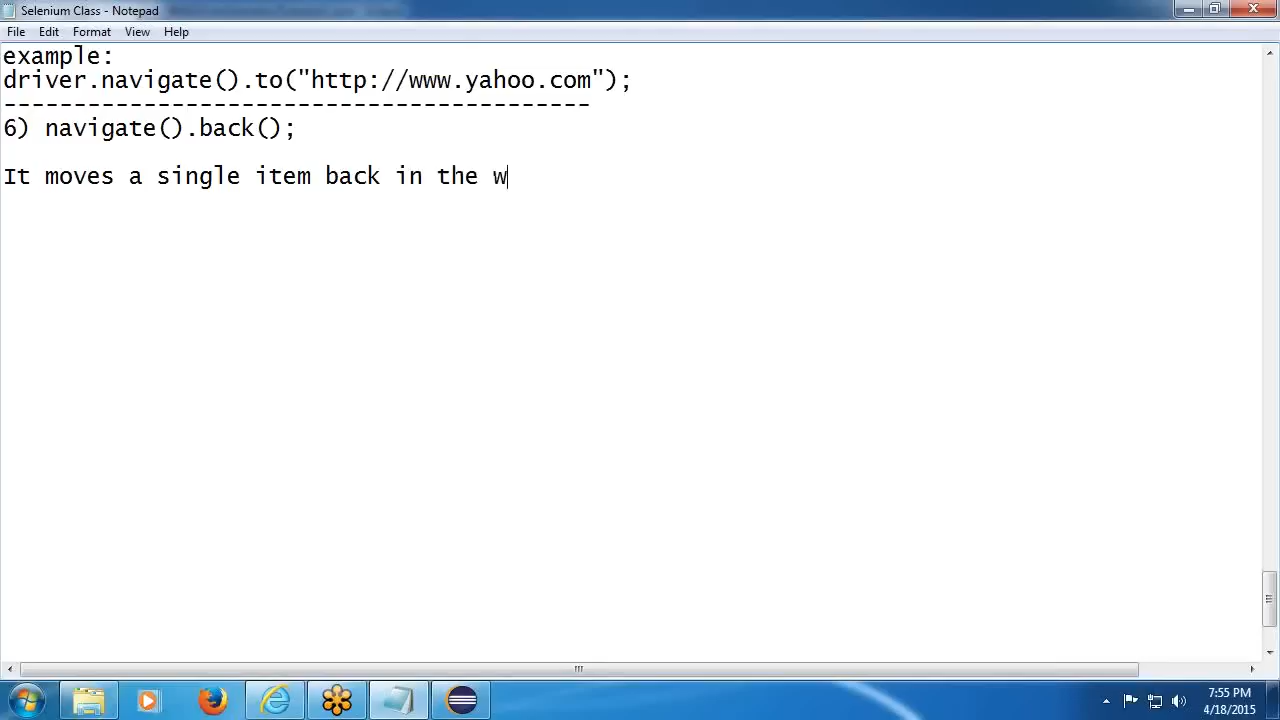 Selenium Class - Notepad
File Edit Format View Help
example:
driver.navigate().to("http://www.yahoo.com");
------------------------------------------
6) navigate().back();
It moves a single item back in the w
7:55 PM
4/18/2015